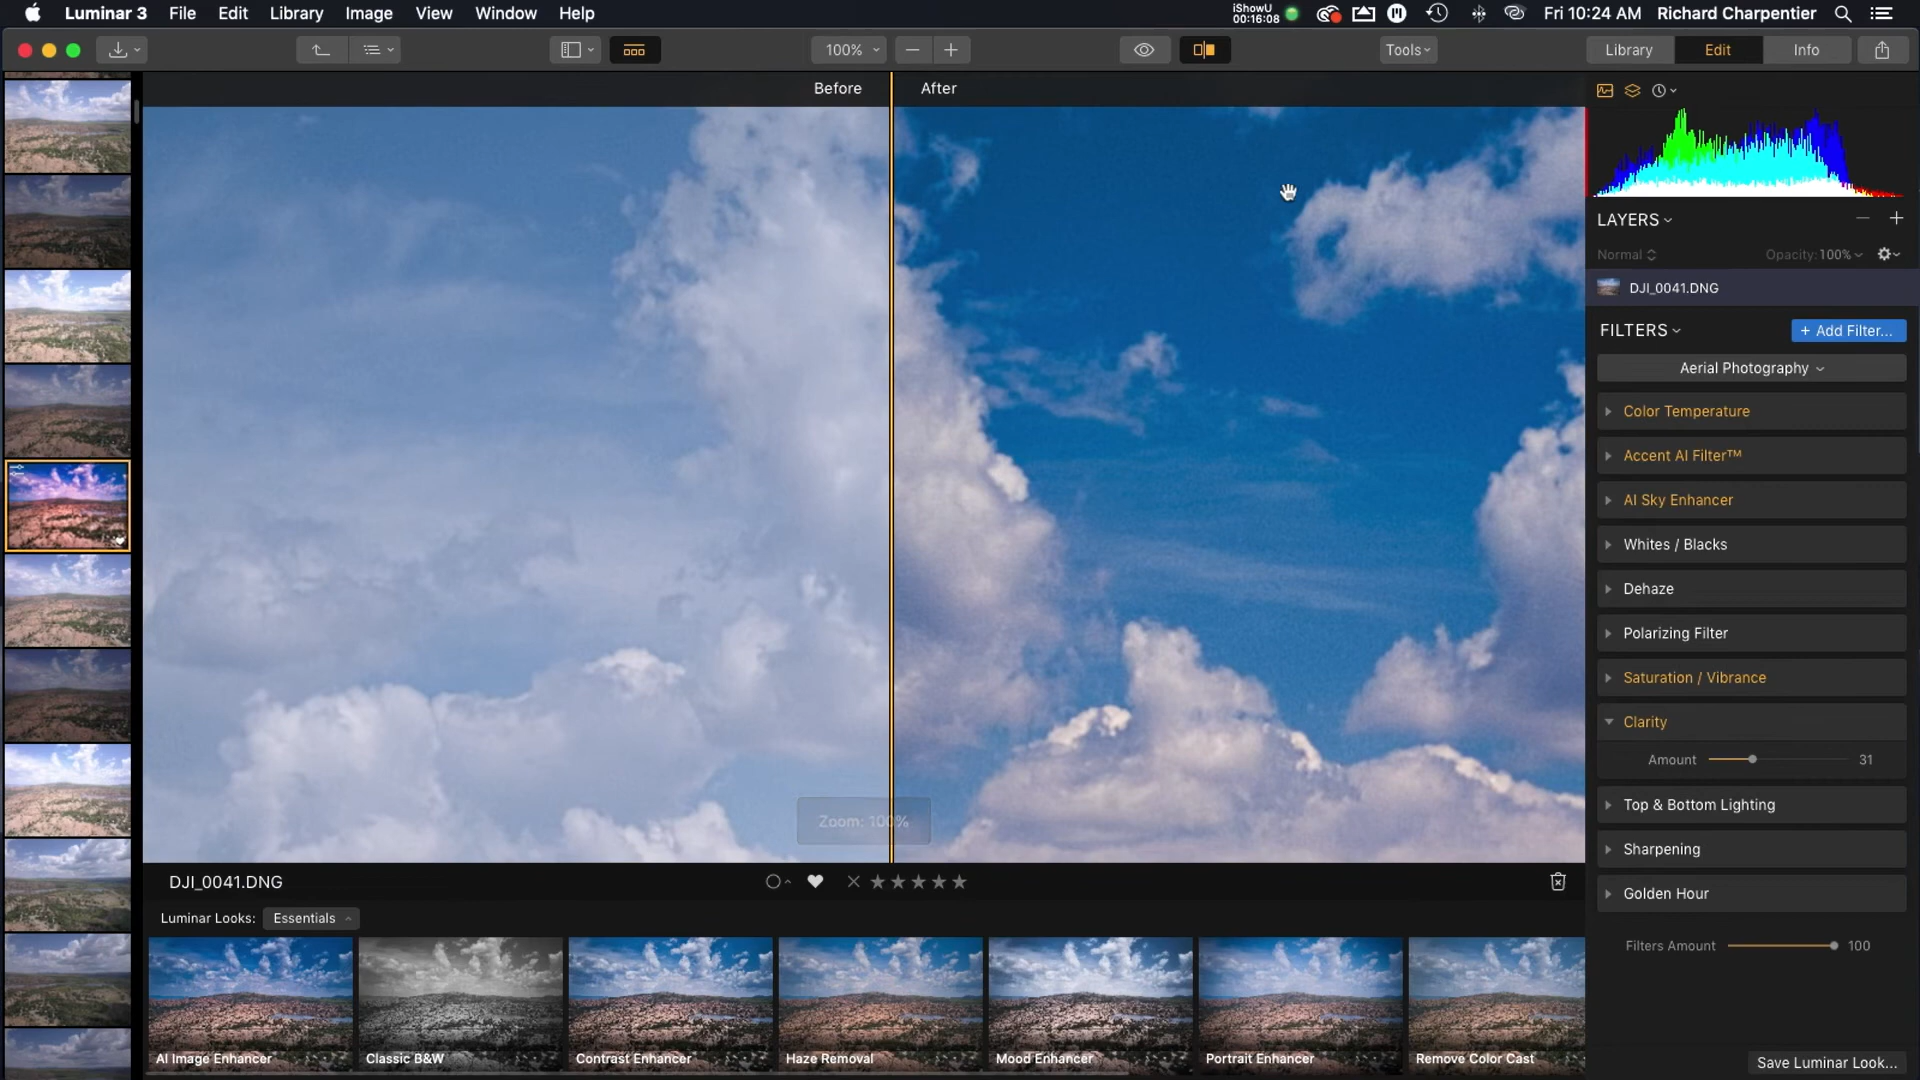 Luminar 3 File Edit Library Image View Window Help
iShowU
00:16:08
Fri 10:24 AM Richard Charpentier
100%
Tools
Library Edit Info
Before After
LAYERS
Normal Opacity: 100%
DJI_0041.DNG
FILTERS + Add Filter...
Aerial Photography
Color Temperature
Accent AI Filter™
AI Sky Enhancer
Whites / Blacks
Dehaze
Polarizing Filter
Saturation / Vibrance
Clarity
Amount 31
Top & Bottom Lighting
Sharpening
Golden Hour
Filters Amount 100
Save Luminar Look...
Zoom: 100%
DJI_0041.DNG
Luminar Looks: Essentials
AI Image Enhancer
Classic B&W
Contrast Enhancer
Haze Removal
Mood Enhancer
Portrait Enhancer
Remove Color Cast